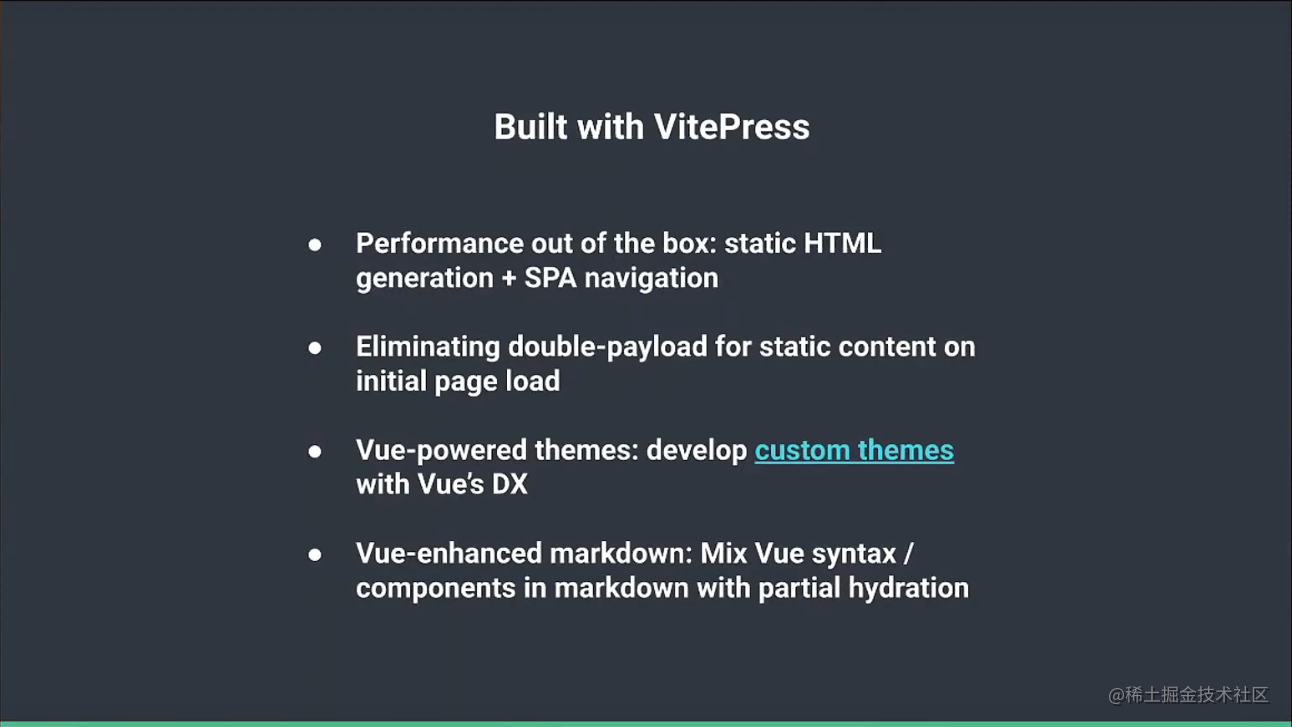 Built with VitePress
● Performance out of the box: static HTML
generation + SPA navigation
● Eliminating double-payload for static content on
initial page load
● Vue-powered themes: develop custom themes
with Vue’s DX
● Vue-enhanced markdown: Mix Vue syntax /
components in markdown with partial hydration
@稀土掘金技术社区